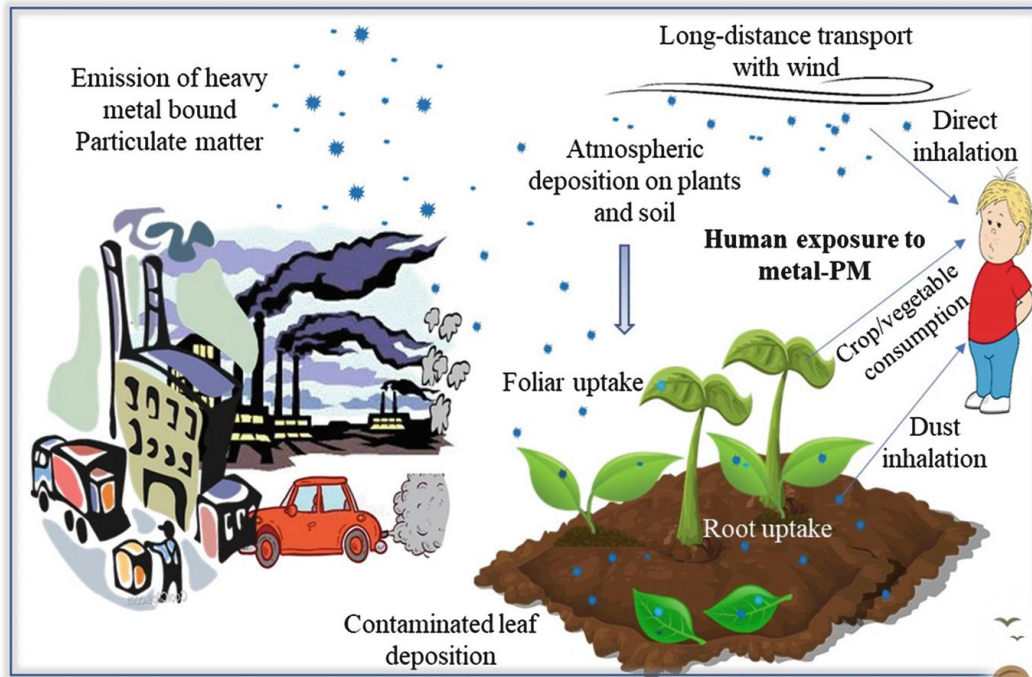 Emission of heavy
metal bound
Particulate matter
Long-distance transport
with wind
Direct
inhalation
Atmospheric
deposition on plants
and soil
Human exposure to
metal-PM
Crop/vegetable
consumption
Foliar uptake
Dust
inhalation
Root uptake
Contaminated leaf
deposition